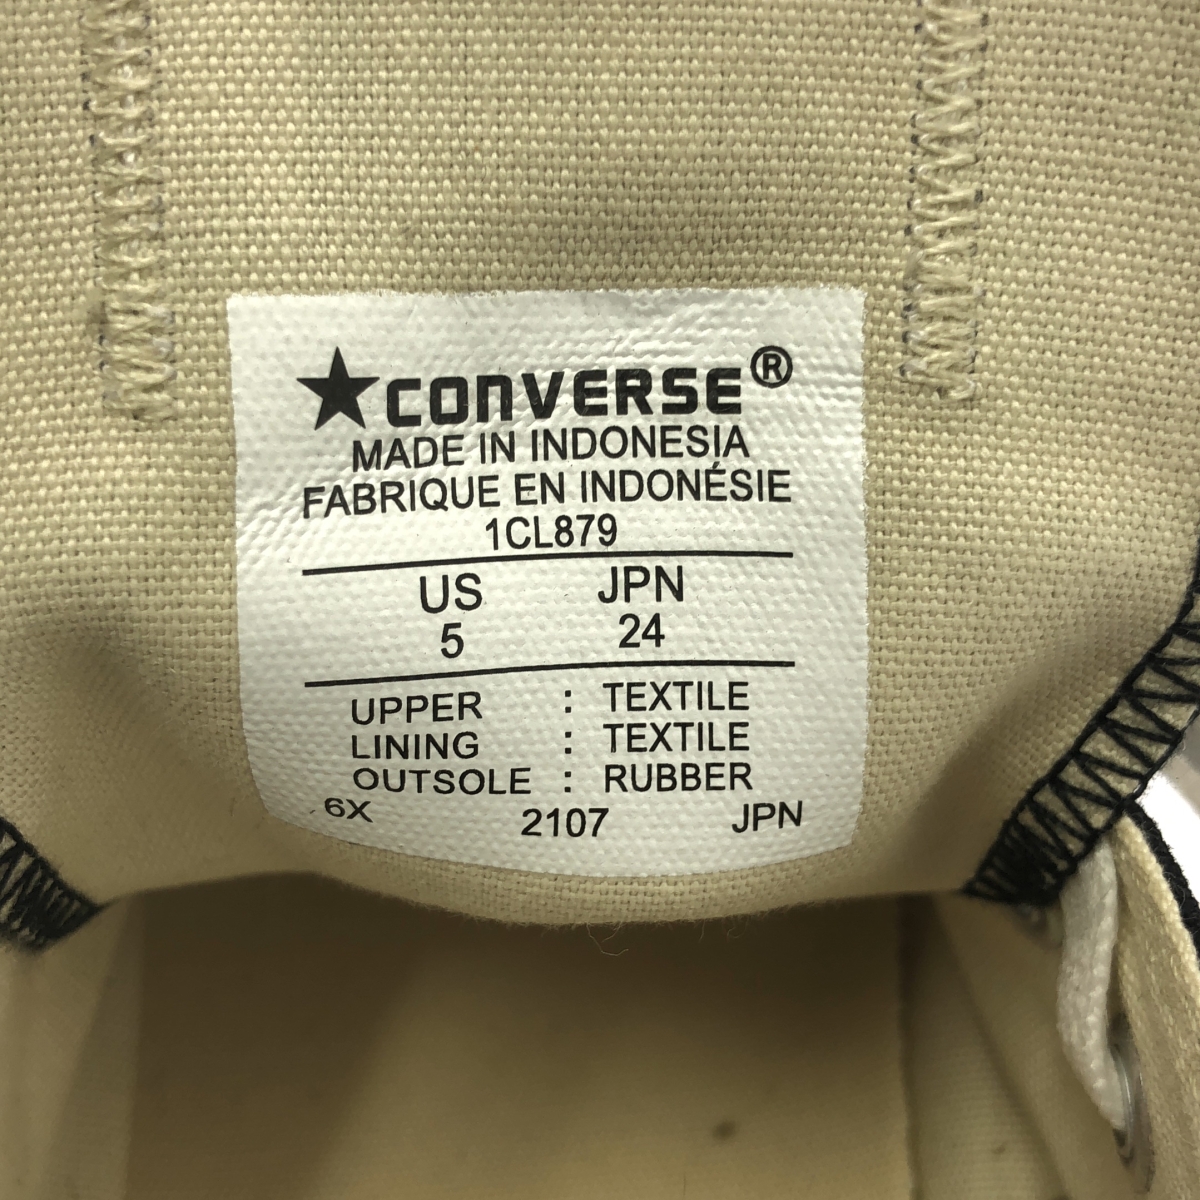 ★CONVERSE®
MADE IN INDONESIA
FABRIQUE EN INDONÉSIE
1CL879
US JPN
5 24
UPPER : TEXTILE
LINING : TEXTILE
OUTSOLE : RUBBER
6X 2107 JPN